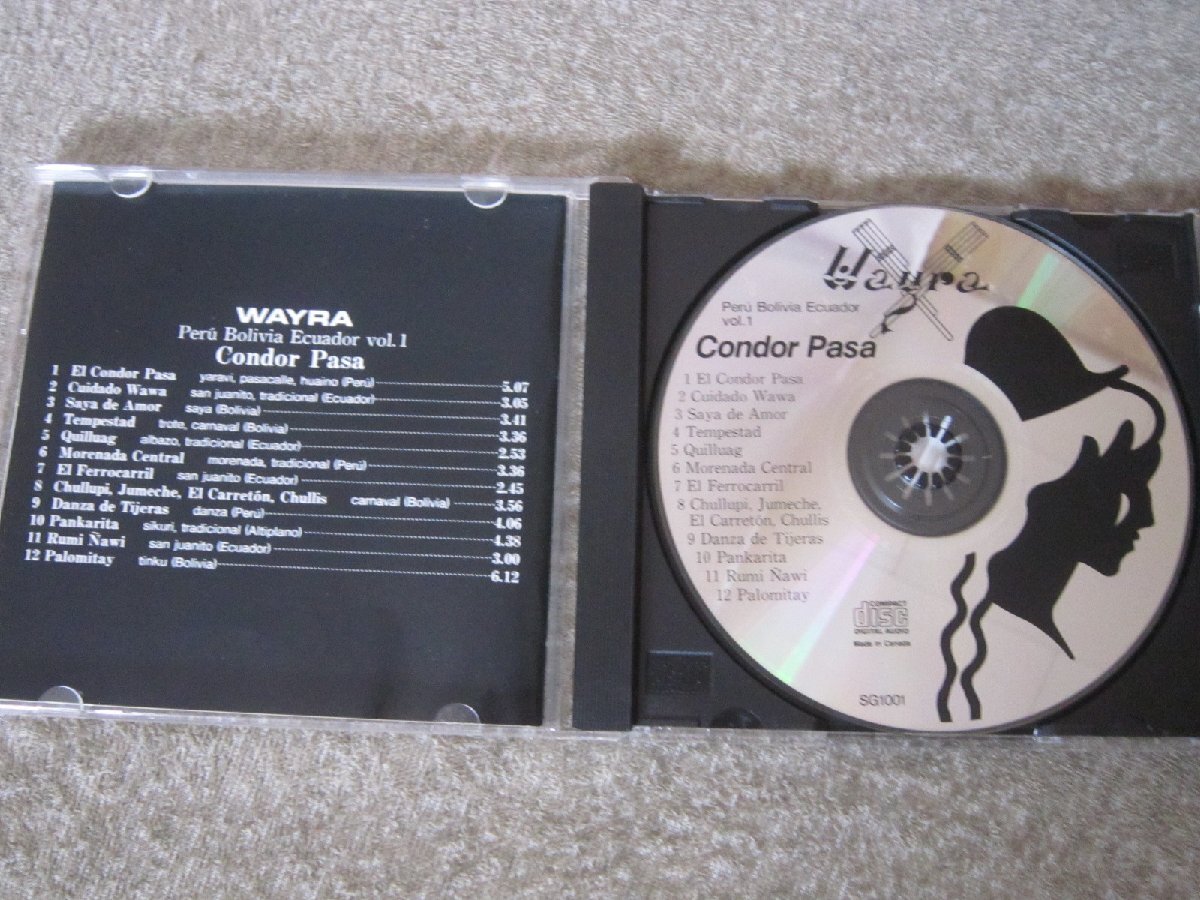 WAYRA
Perú Bolivia Ecuador vol.1
Condor Pasa
1 El Condor Pasa yaravi, pasacalle, huaino (Perú) 5.07
2 Cuidado Wawa san juanito, tradicional (Ecuador) 3.05
3 Saya de Amor saya (Bolivia) 3.41
4 Tempestad trote, carnaval (Bolivia) 3.36
5 Quilluag albazo, tradicional (Ecuador) 2.53
6 Morenada Central morenada, tradicional (Perú) 3.36
7 El Ferrocarril san juanito (Ecuador) 2.45
8 Chullupi, Jumeche, El Carretón, Chullis carnaval (Bolivia) 3.56
9 Danza de Tijeras danza (Perú) 4.06
10 Pankarita sikuri, tradicional (Altiplano) 4.38
11 Rumi Ñawi san juanito (Ecuador) 3.00
12 Palomitay tinku (Bolivia) 6.12
Wayra
Perú Bolivia Ecuador
vol.1
Condor Pasa
1 El Condor Pasa
2 Cuidado Wawa
3 Saya de Amor
4 Tempestad
5 Quilluag
6 Morenada Central
7 El Ferrocarril
8 Chullupi, Jumeche,
El Carretón, Chullis
9 Danza de Tijeras
10 Pankarita
11 Rumi Ñawi
12 Palomitay
COMPACT
disc
DIGITAL AUDIO
Made in Canada
SG1001